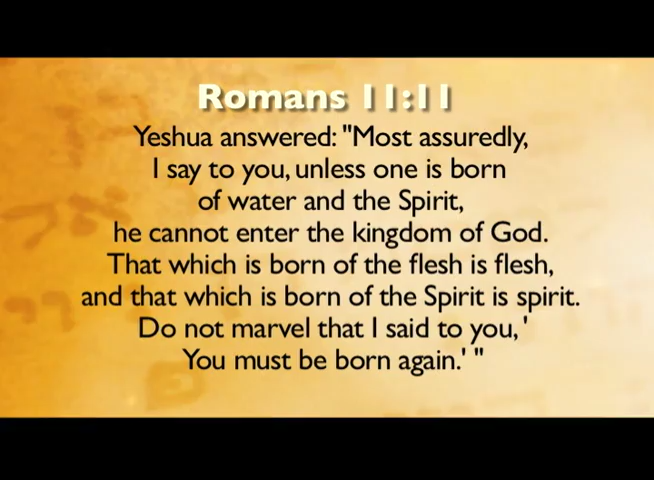 Romans 11:11
Yeshua answered: "Most assuredly,
I say to you, unless one is born
of water and the Spirit,
he cannot enter the kingdom of God.
That which is born of the flesh is flesh,
and that which is born of the Spirit is spirit.
Do not marvel that I said to you, '
You must be born again.' "